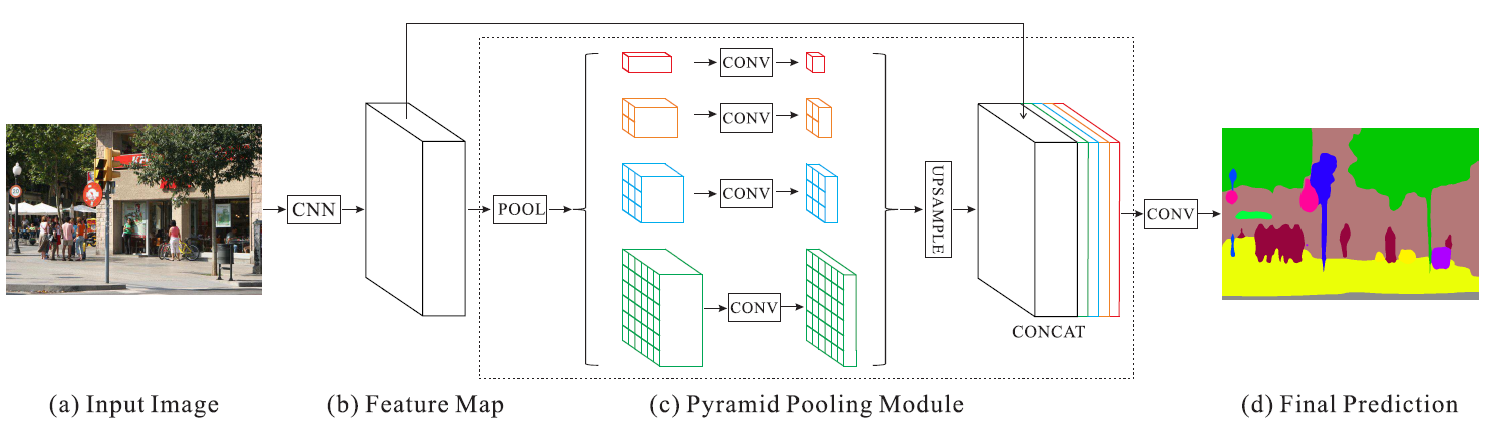 CNN
POOL
CONV
CONV
CONV
CONV
UPSAMPLE
CONCAT
CONV
(a) Input Image
(b) Feature Map
(c) Pyramid Pooling Module
(d) Final Prediction